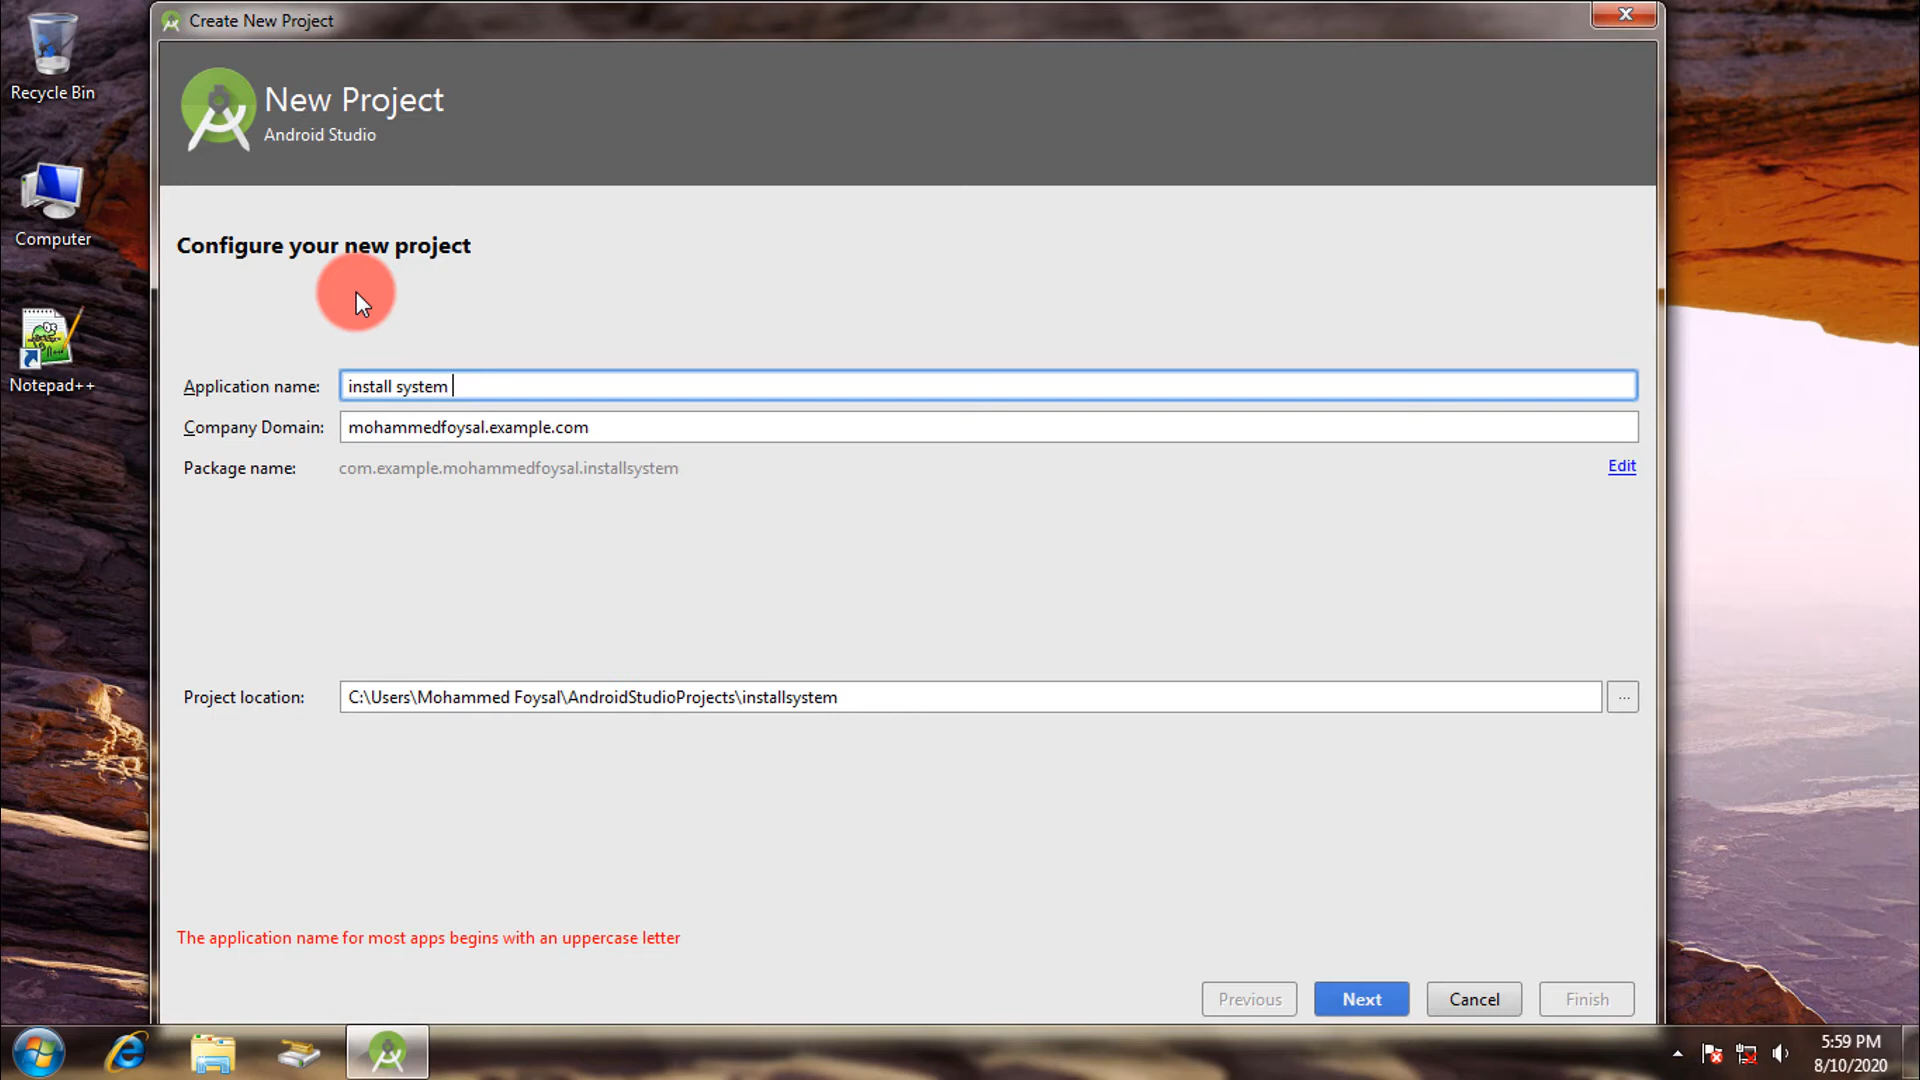 Create New Project
Recycle Bin
New Project
Android Studio
Computer
Configure your new project
Notepad++
Application name: install system
Company Domain: mohammedfoysal.example.com
Package name: com.example.mohammedfoysal.installsystem Edit
Project location: C:\Users\Mohammed Foysal\AndroidStudioProjects\installsystem ...
The application name for most apps begins with an uppercase letter
Previous Next Cancel Finish
5:59 PM
8/10/2020